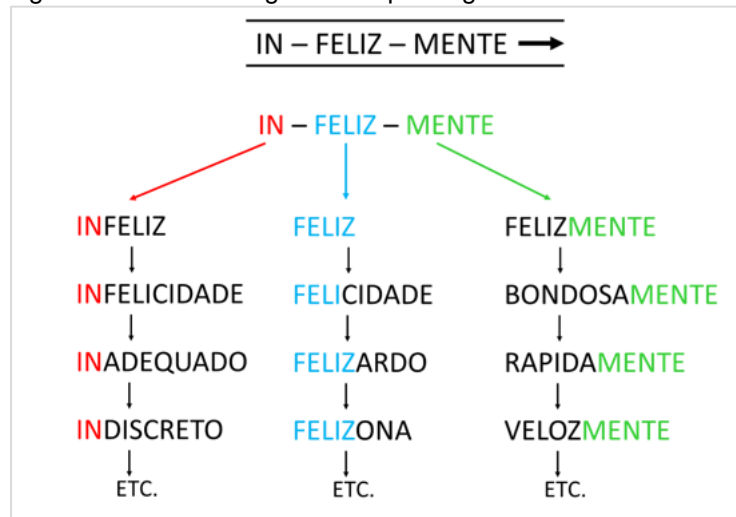 IN – FELIZ – MENTE
IN – FELIZ – MENTE
INFELIZ FELIZ FELIZMENTE
INFELICIDADE FELICIDADE BONDOSAMENTE
INADEQUADO FELIZARDO RAPIDAMENTE
INDISCRETO FELIZONA VELOZMENTE
ETC. ETC. ETC.